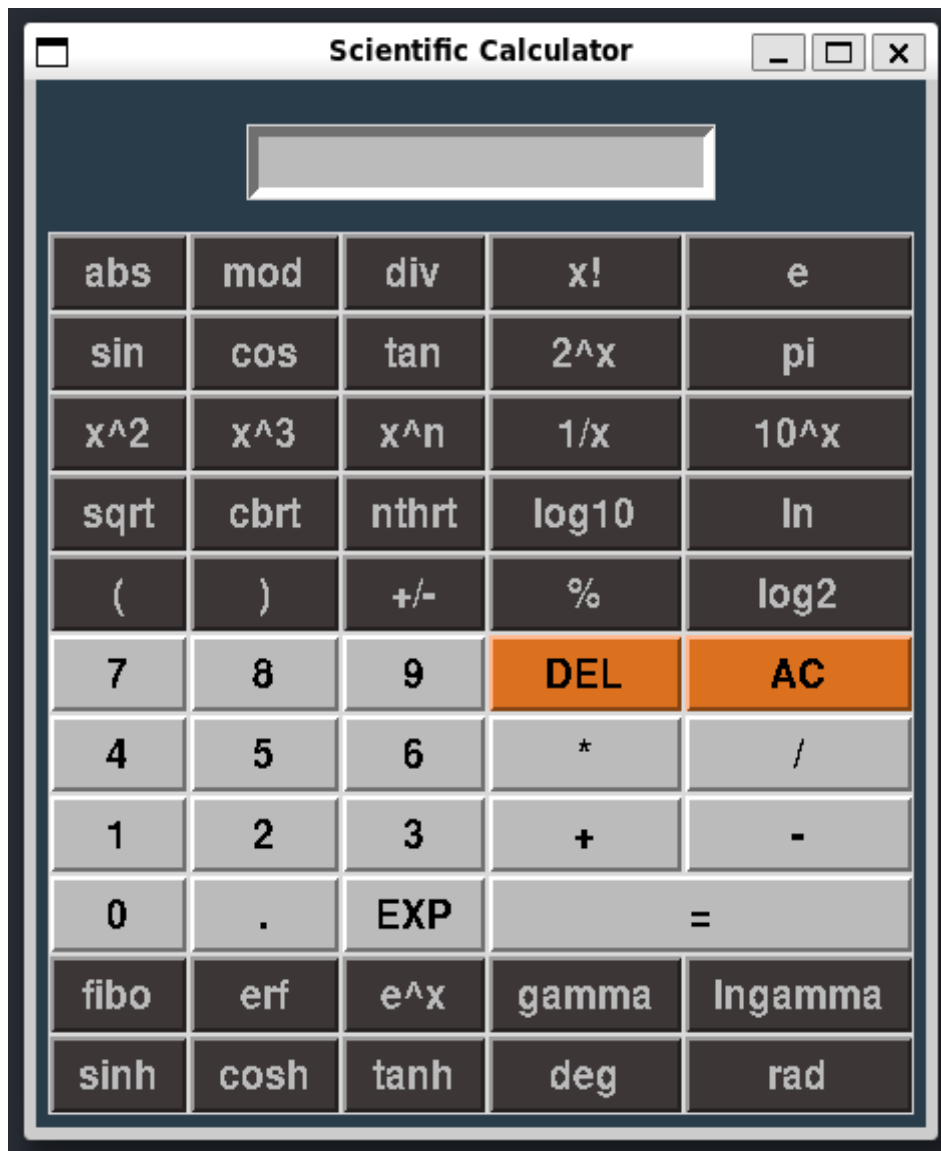 Scientific Calculator
abs mod div x! e
sin cos tan 2^x pi
x^2 x^3 x^n 1/x 10^x
sqrt cbrt nthrt log10 ln
( ) +/- % log2
7 8 9 DEL AC
4 5 6 * /
1 2 3 + -
0 . EXP =
fibo erf e^x gamma lngamma
sinh cosh tanh deg rad